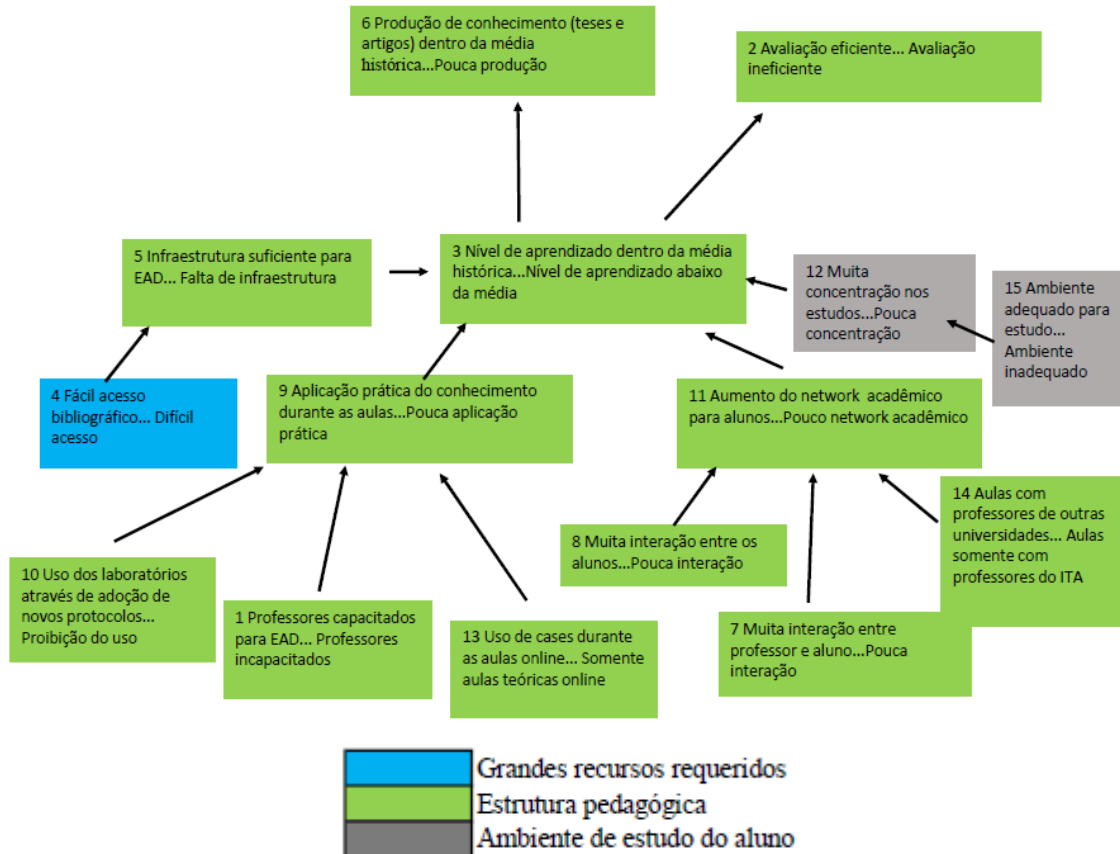 6 Produção de conhecimento (teses e
artigos) dentro da média
histórica...Pouca produção
2 Avaliação eficiente... Avaliação
ineficiente
5 Infraestrutura suficiente para
EAD... Falta de infraestrutura
3 Nível de aprendizado dentro da média
histórica...Nível de aprendizado abaixo
da média
12 Muita
concentração nos
estudos...Pouca
concentração
15 Ambiente
adequado para
estudo...
Ambiente
inadequado
4 Fácil acesso
bibliográfico... Difícil
acesso
9 Aplicação prática do conhecimento
durante as aulas...Pouca aplicação
prática
11 Aumento do network acadêmico
para alunos...Pouco network acadêmico
10 Uso dos laboratórios
através de adoção de
novos protocolos...
Proibição do uso
1 Professores capacitados
para EAD... Professores
incapacitados
13 Uso de cases durante
as aulas online... Somente
aulas teóricas online
8 Muita interação entre os
alunos...Pouca interação
7 Muita interação entre
professor e aluno...Pouca
interação
14 Aulas com
professores de outras
universidades... Aulas
somente com
professores do ITA
Grandes recursos requeridos
Estrutura pedagógica
Ambiente de estudo do aluno